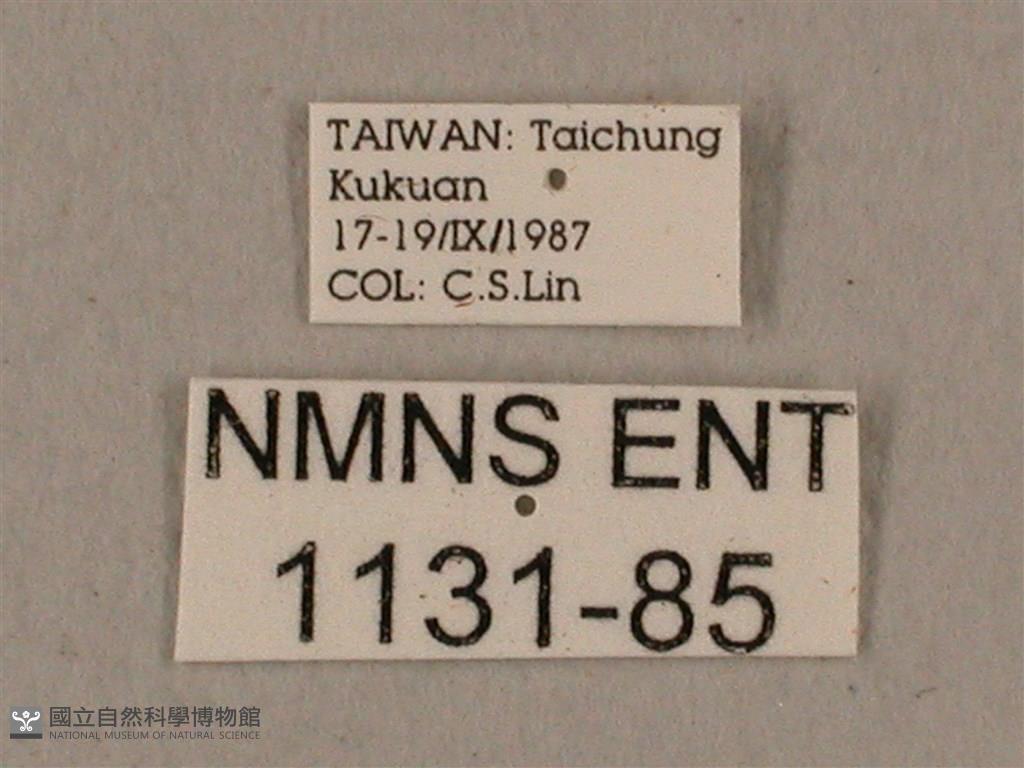 TAIWAN: Taichung
Kukuan
17-19/IX/1987
COL: C.S.Lin
NMNS ENT
1131-85
國立自然科學博物館
NATIONAL MUSEUM OF NATURAL SCIENCE